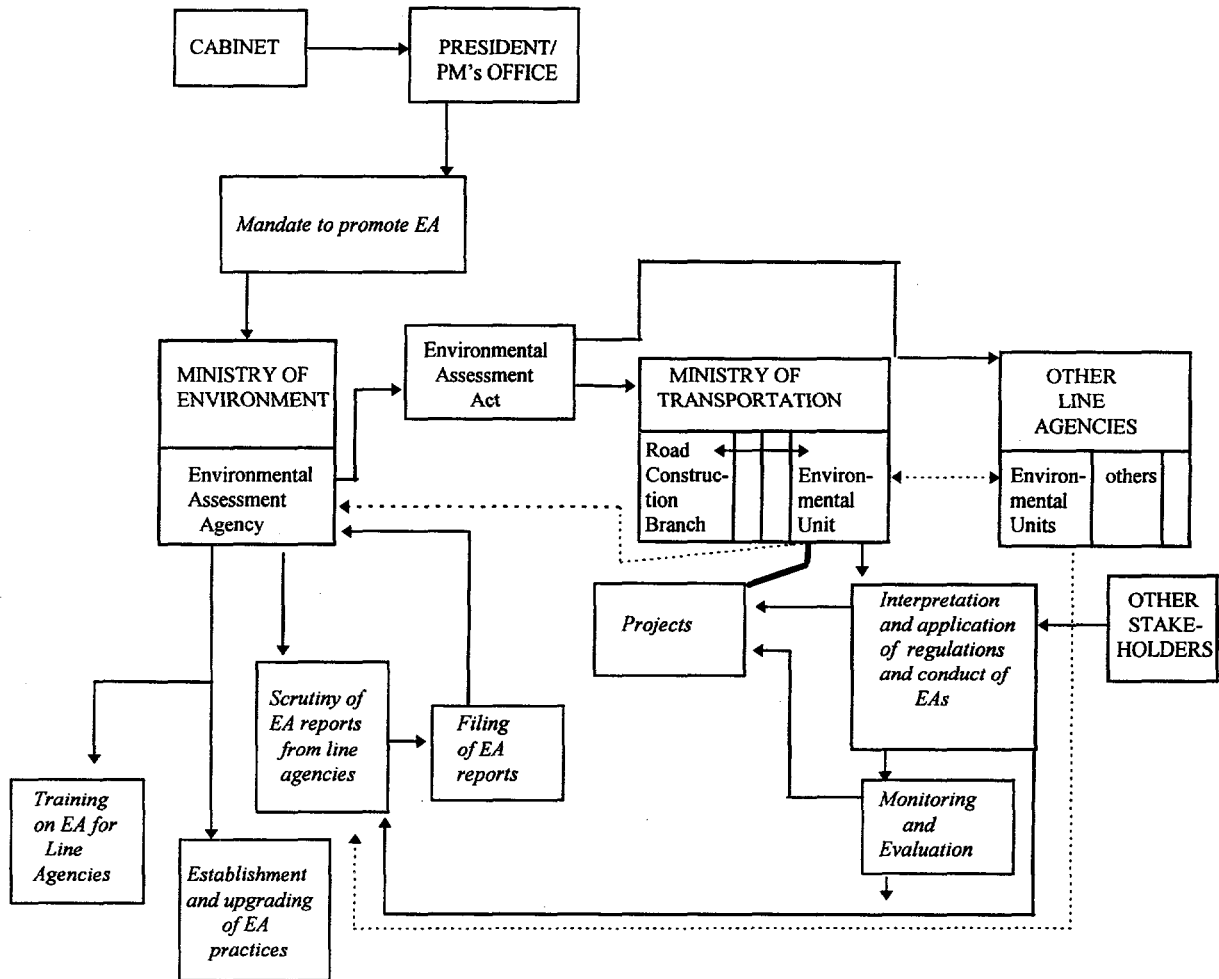 CABINET
PRESIDENT/
PM's OFFICE
Mandate to promote EA
MINISTRY OF
ENVIRONMENT
Environmental
Assessment
Agency
Environmental
Assessment
Act
MINISTRY OF
TRANSPORTATION
Road
Construc-
tion
Branch
Environ-
mental
Unit
OTHER
LINE
AGENCIES
Environ-
mental
Units
others
Projects
Interpretation
and application
of regulations
and conduct of
EAs
OTHER
STAKE-
HOLDERS
Scrutiny of
EA reports
from line
agencies
Filing
of EA
reports
Monitoring
and
Evaluation
Training
on EA for
Line
Agencies
Establishment
and upgrading
of EA
practices